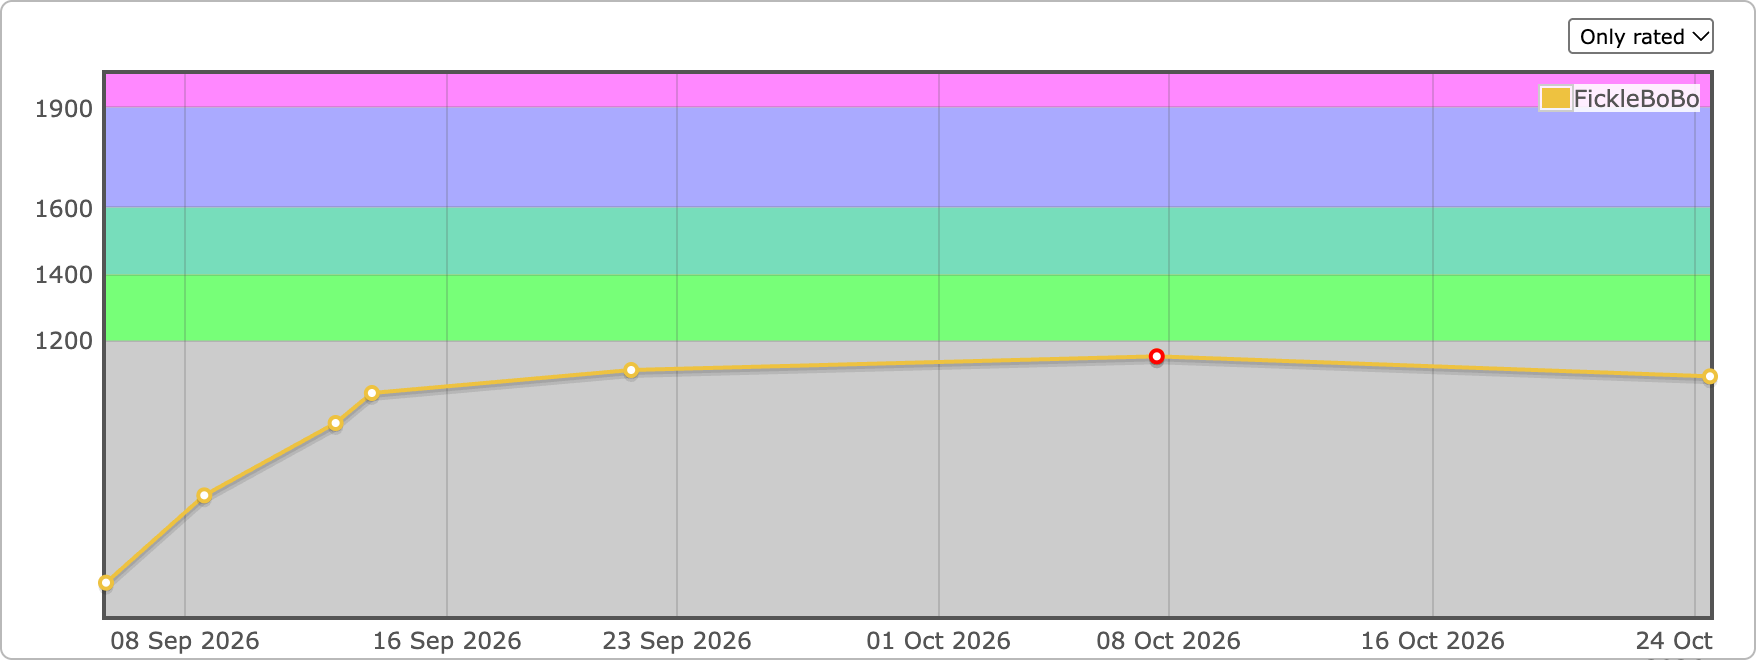 Only rated
FickleBoBo
1900
1600
1400
1200
08 Sep 2026
16 Sep 2026
23 Sep 2026
01 Oct 2026
08 Oct 2026
16 Oct 2026
24 Oct